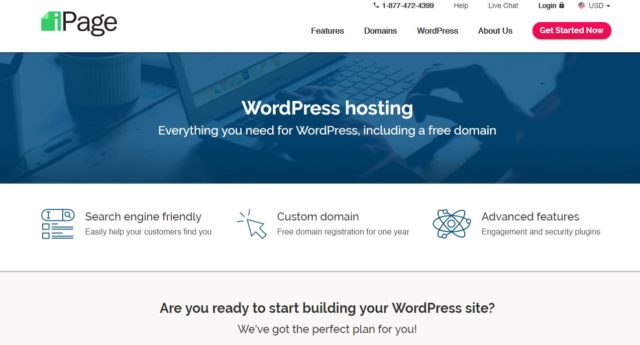 1-877-472-4399 Help Live Chat Login USD
iPage
Features Domains WordPress About Us Get Started Now
WordPress hosting
Everything you need for WordPress, including a free domain
Search engine friendly
Easily help your customers find you
Custom domain
Free domain registration for one year
Advanced features
Engagement and security plugins
Are you ready to start building your WordPress site?
We've got the perfect plan for you!